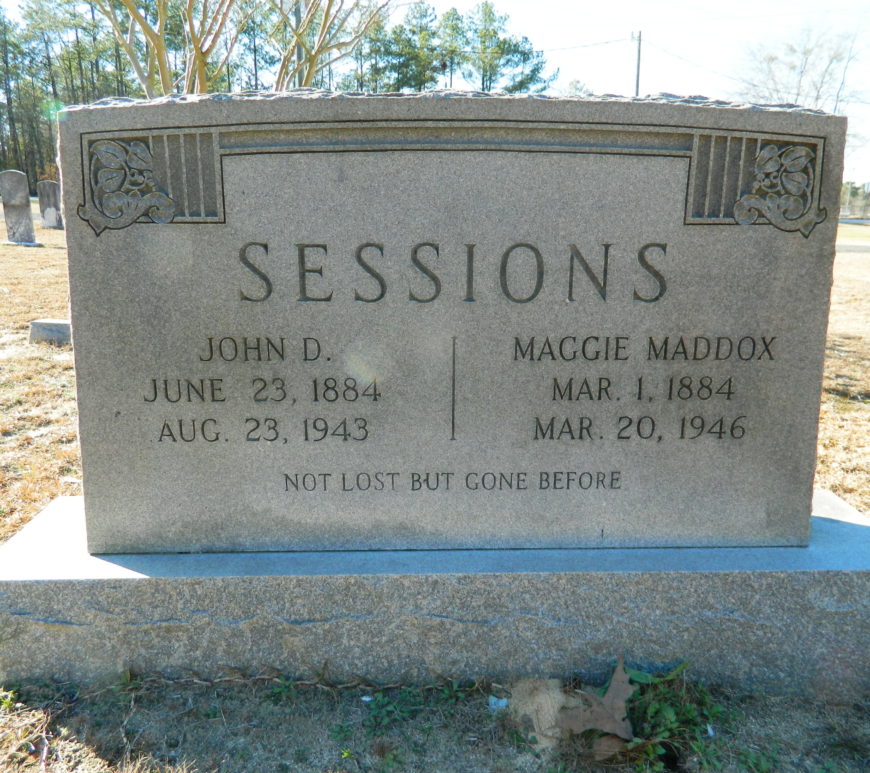 SESSIONS
JOHN D.
JUNE 23, 1884
AUG. 23, 1943
MAGGIE MADDOX
MAR. 1, 1884
MAR. 20, 1946
NOT LOST BUT GONE BEFORE